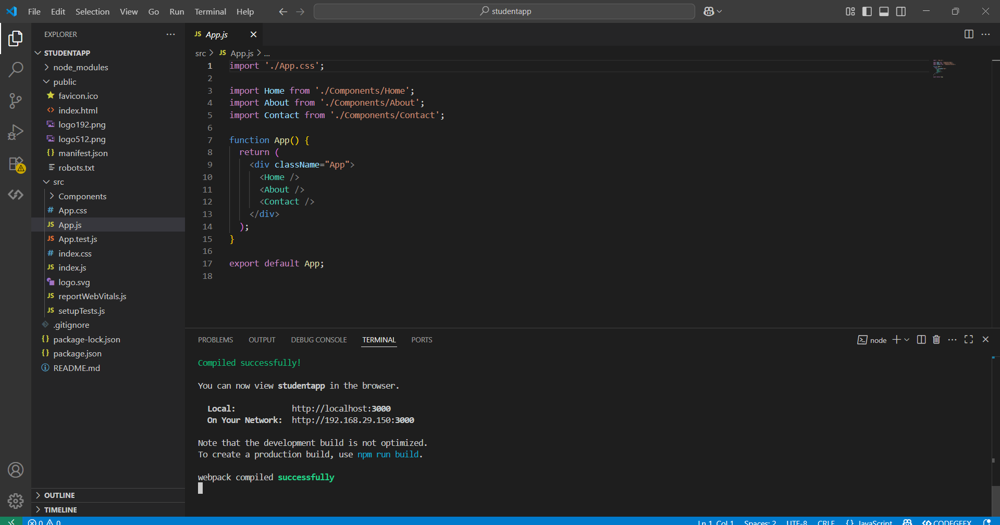 File Edit Selection View Go Run Terminal Help
studentapp
EXPLORER
STUDENTAPP
node_modules
public
favicon.ico
<> index.html
logo192.png
logo512.png
{} manifest.json
robots.txt
src
Components
# App.css
JS App.js
JS App.test.js
# index.css
JS index.js
logo.svg
JS reportWebVitals.js
JS setupTests.js
.gitignore
{} package-lock.json
{} package.json
README.md
OUTLINE
TIMELINE
JS App.js
src > JS App.js > ...
1 import './App.css';
2
3 import Home from './Components/Home';
4 import About from './Components/About';
5 import Contact from './Components/Contact';
6
7 function App() {
8 return (
9 <div className="App">
10 <Home />
11 <About />
12 <Contact />
13 </div>
14 );
15 }
16
17 export default App;
18
PROBLEMS OUTPUT DEBUG CONSOLE TERMINAL PORTS
node
Compiled successfully!
You can now view studentapp in the browser.
Local: http://localhost:3000
On Your Network: http://192.168.29.150:3000
Note that the development build is not optimized.
To create a production build, use npm run build.
webpack compiled successfully
0 0 Ln 1, Col 1 Spaces: 2 UTF-8 CRLF {} JavaScript CODEGEEX